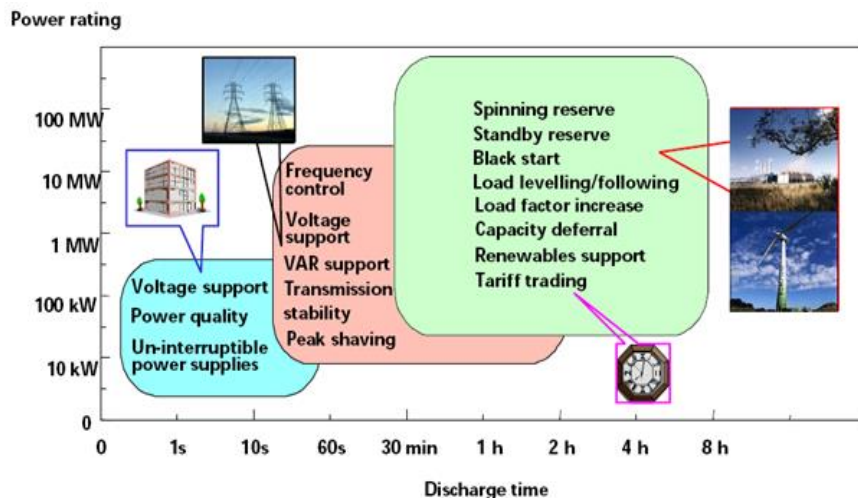 Power rating
100 MW
10 MW
1 MW
100 kW
10 kW
0
Voltage support
Power quality
Un-interruptible
power supplies
Frequency
control
Voltage
support
VAR support
Transmission
stability
Peak shaving
Spinning reserve
Standby reserve
Black start
Load levelling/following
Load factor increase
Capacity deferral
Renewables support
Tariff trading
0 1s 10s 60s 30 min 1 h 2 h 4 h 8 h
Discharge time